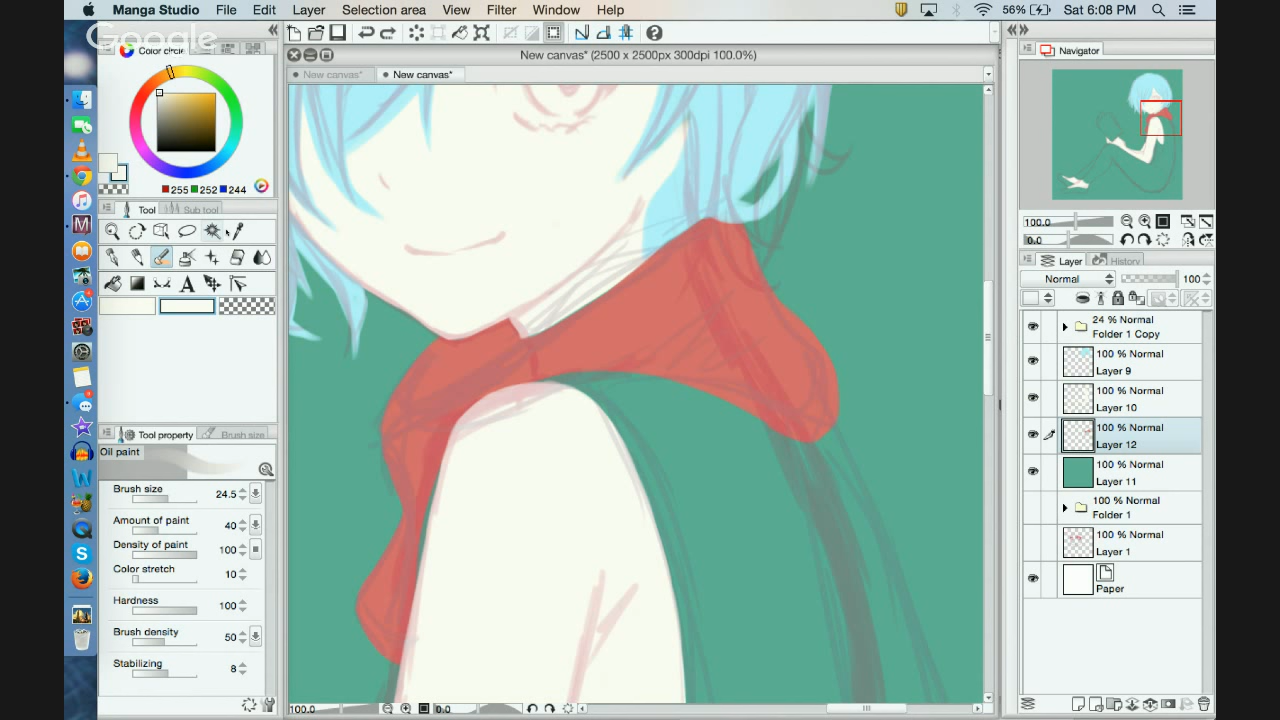 Manga Studio File Edit Layer Selection area View Filter Window Help
56% Sat 6:08 PM
Google
Color circle
New canvas* (2500 x 2500px 300dpi 100.0%)
New canvas*
New canvas*
Navigator
255 252 244
Tool
Sub tool
100.0
0.0
Layer
History
Normal
100
24 % Normal
Folder 1 Copy
100 % Normal
Layer 9
100 % Normal
Layer 10
100 % Normal
Layer 12
100 % Normal
Layer 11
100 % Normal
Folder 1
100 % Normal
Layer 1
Paper
Tool property
Brush size
Oil paint
Brush size
24.5
Amount of paint
40
Density of paint
100
Color stretch
10
Hardness
100
Brush density
50
Stabilizing
8
100.0
0.0